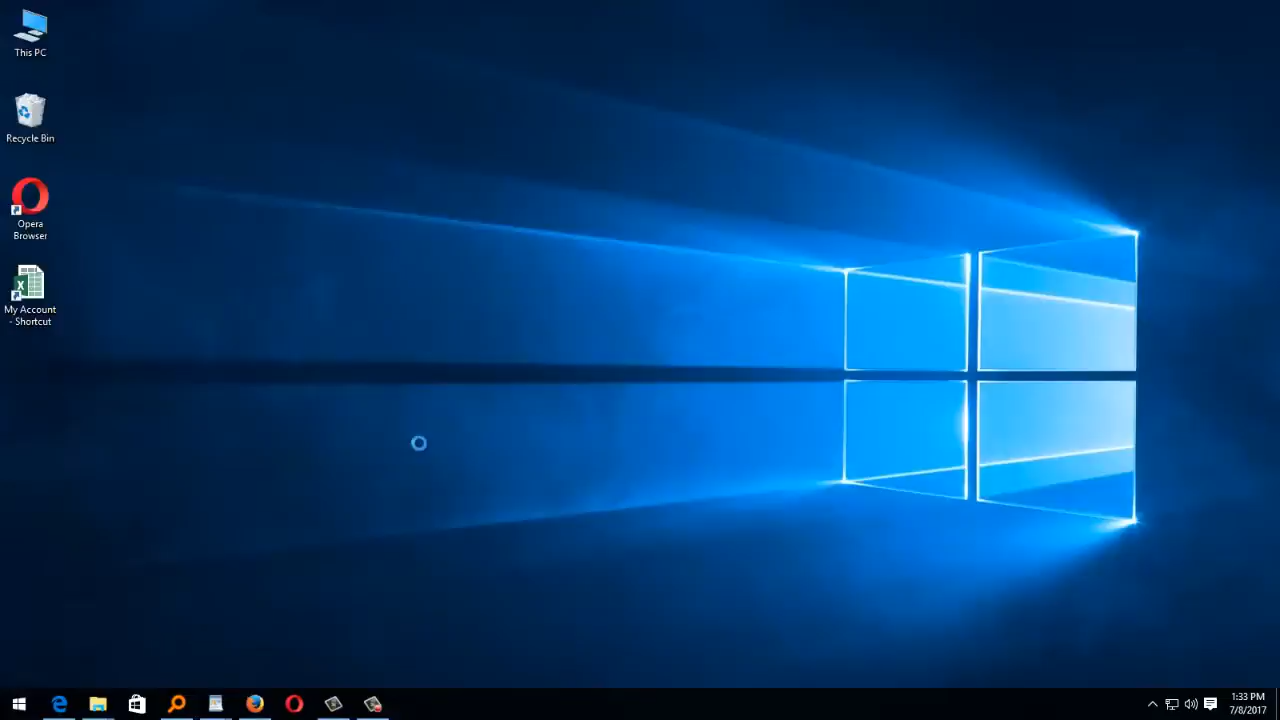 This PC
Recycle Bin
Opera
Browser
My Account
- Shortcut
1:33 PM
7/8/2017